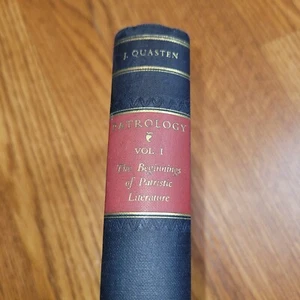 J. QUASTEN
PATROLOGY
VOL. I
The Beginnings
of Patristic
Literature